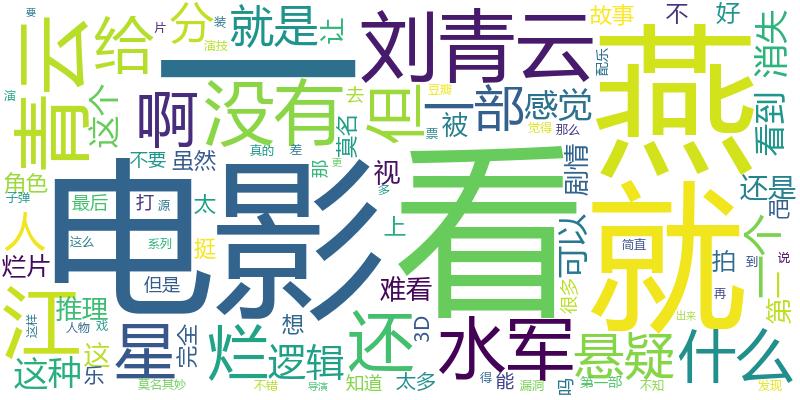 要
片
装
演技
故事
不
好
青云
给
分
就是
让
刘青云
燕
消失
配乐
演
这个
啊
没有
一
但
去
豆瓣
一部
感觉
看到
莫名
被
票
觉得
那么
不要
虽然
真的
差
那
更
视
剧情
还是
吧
角色
子弹
最后
打
源
太
电影
看
就
多
上
可以
一个
人
这么
系列
挺
简直
拍
到
说
烂片
但是
难看
很多
再
第一
江
推理
这样
人物
戏
完全
想
3D
出来
星
烂
还
水军
悬疑
什么
这种
这
乐
逻辑
莫名其妙
不错
导演
知道
太多
得
能
漏洞
吗
第一部
不知
发现